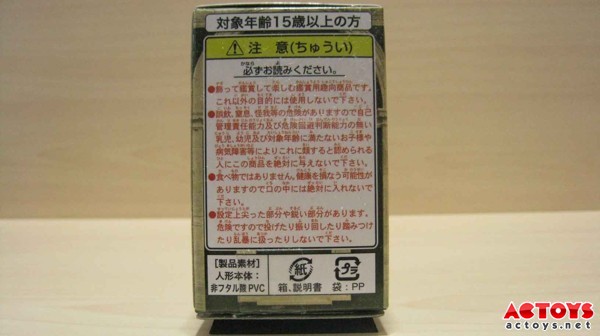 対象年齢15歳以上の方
注 意(ちゅうい)
必ずお読みください。
●飾って鑑賞して楽しむ鑑賞用趣向商品です。
これ以外の目的には使用しないで下さい。
●誤飲、窒息、怪我等の危険がありますので自己
管理責任能力及び危険回避判断能力の無い
乳児、幼児及び対象年齢に満たないお子様や
病気障害等によりこれに類すると認められる
人にこの商品を絶対に与えないで下さい。
●食べ物ではありません。健康を損なう可能性が
ありますので口の中には絶対に入れないで
下さい。
●設定上尖った部分や鋭い部分があります。
危険ですので投げたり振り回したり踏みつけ
たり乱暴に扱ったりしないで下さい。
[製品素材]
人形本体:
非フタル酸PVC
紙
箱、説明書
プラ
袋:PP
ACTOYS
actoys.net